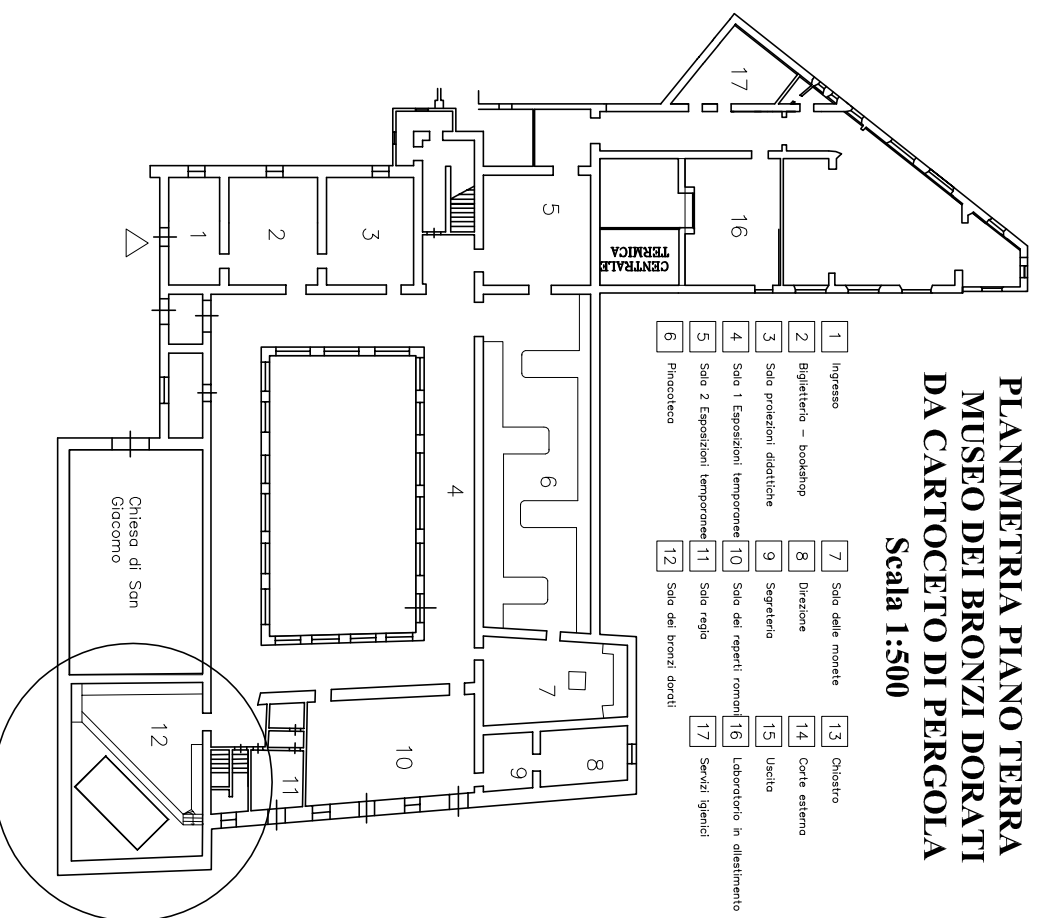 PLANIMETRIA PIANO TERRA
MUSEO DEI BRONZI DORATI
DA CARTOCETO DI PERGOLA
Scala 1:500
1 Ingresso
2 Biglietteria – bookshop
3 Sala proiezioni didattiche
4 Sala 1 Esposizioni temporanee
5 Sala 2 Esposizioni temporanee
6 Pinacoteca
7 Sala delle monete
8 Direzione
9 Segreteria
10 Sala dei reperti romani
11 Sala regia
12 Sala dei bronzi dorati
13 Chiostro
14 Corte esterna
15 Uscita
16 Laboratorio in allestimento
17 Servizi igienici
17
16
CENTRALE
TERMICA
5
3
2
1
6
4
7
8
9
10
11
12
Chiesa di San
Giacomo